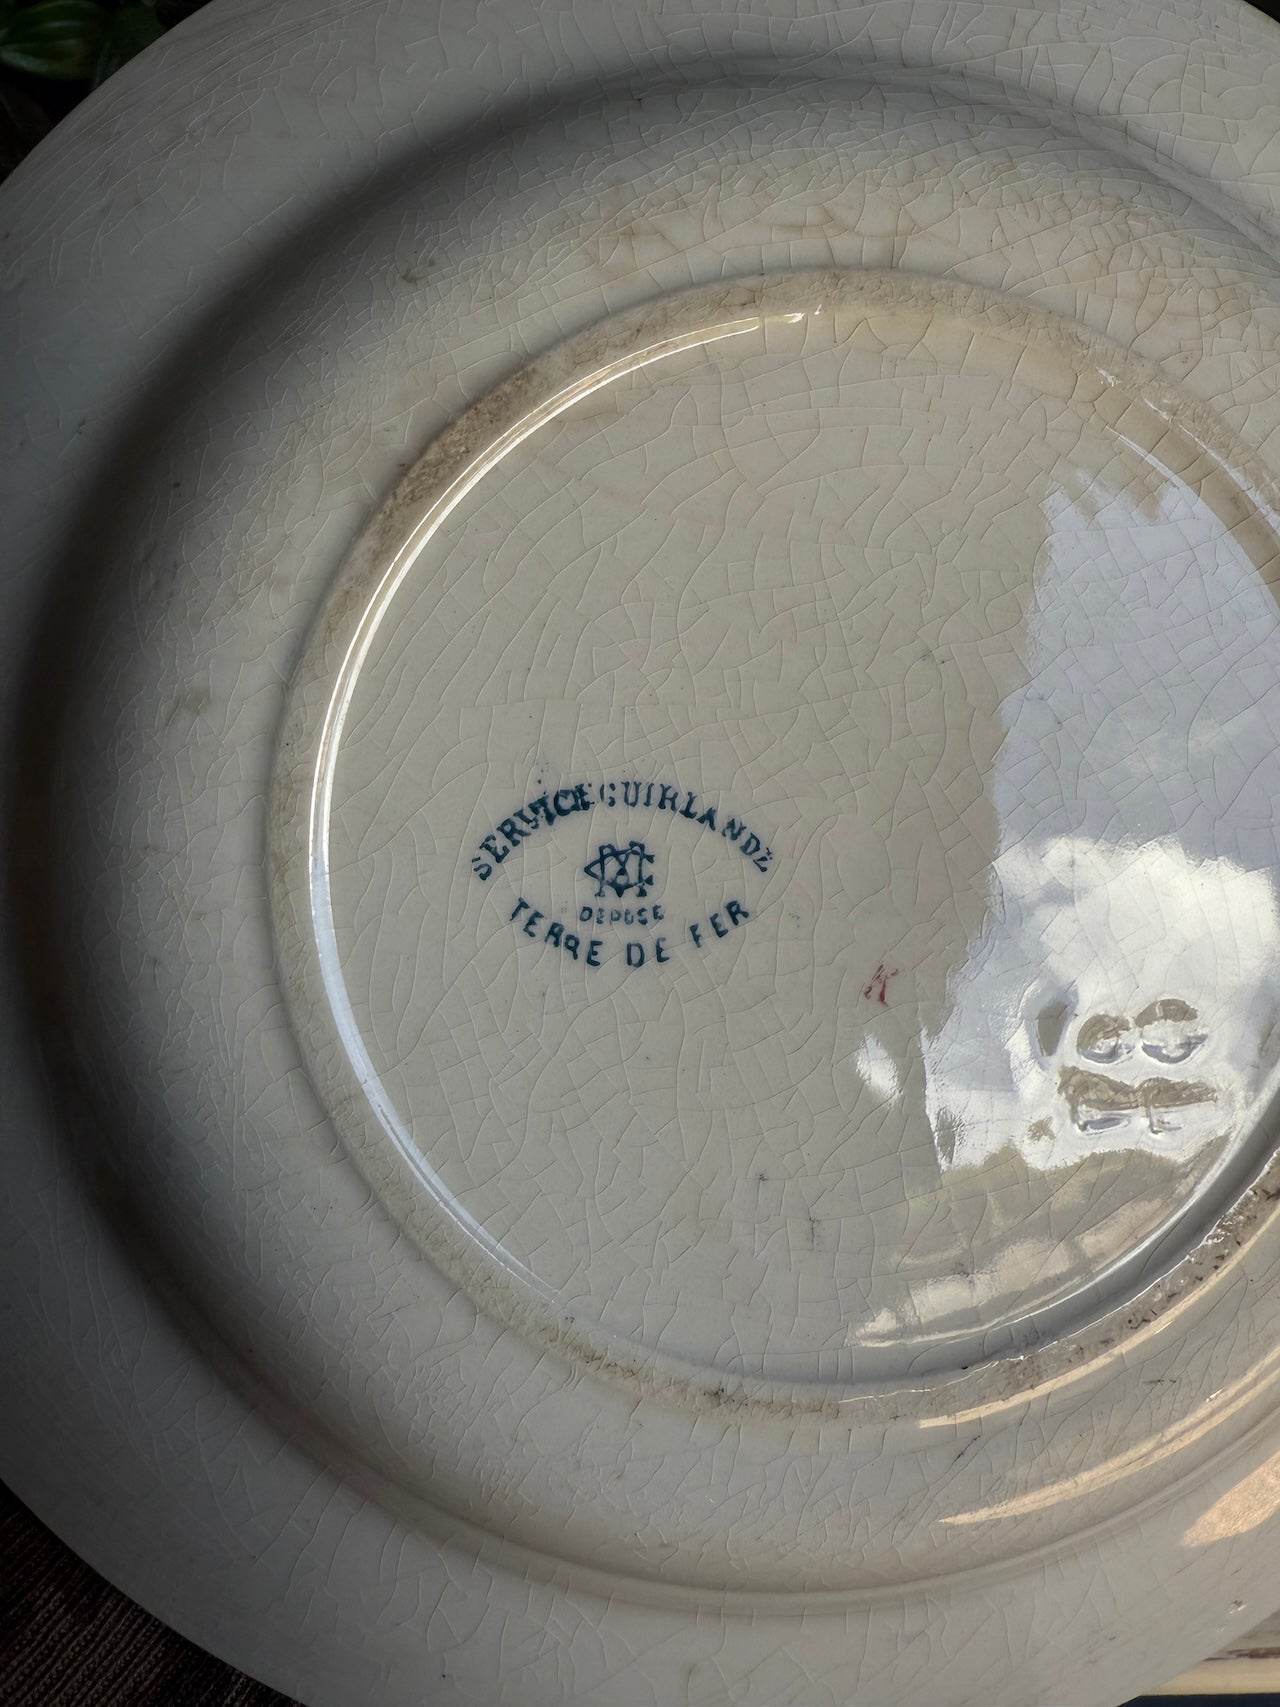 SERVICE GUIRLANDE
DEPOSE
TERRE DE FER